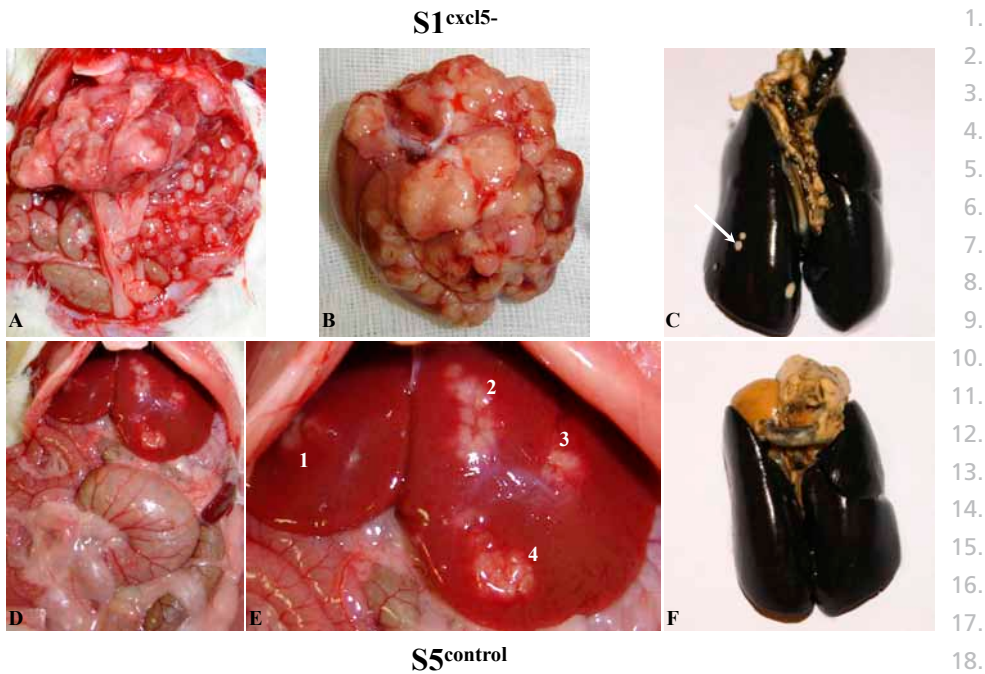 S1cxcl5-
A
B
C
1
2
3
4
D
E
F
S5control
1.
2.
3.
4.
5.
6.
7.
8.
9.
10.
11.
12.
13.
14.
15.
16.
17.
18.